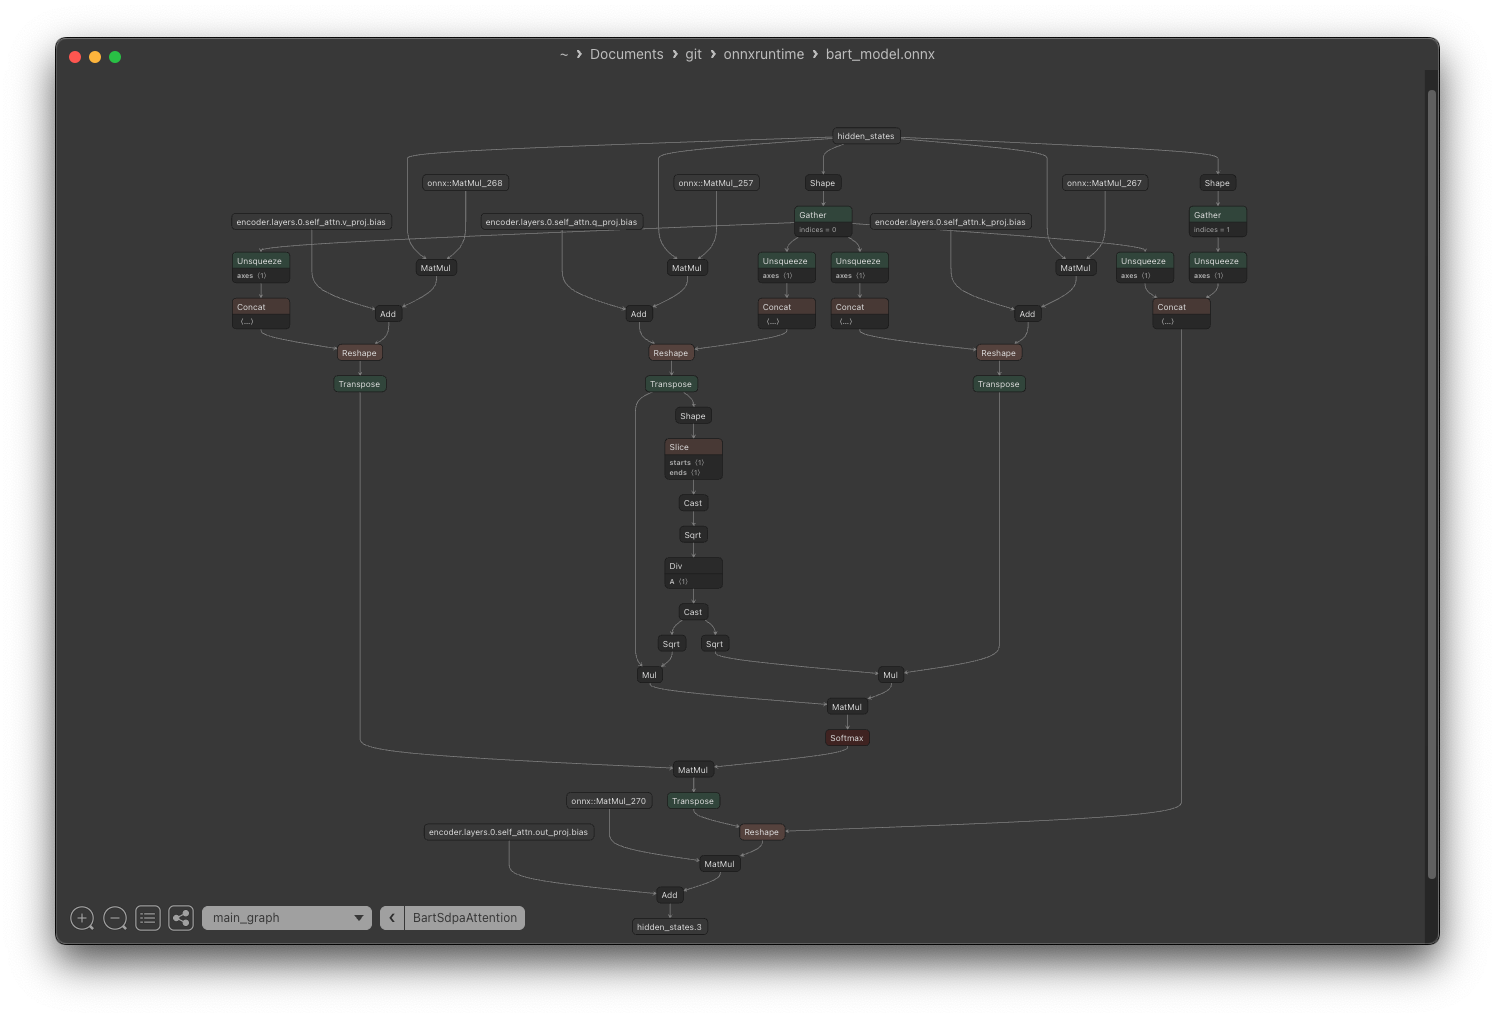 ~ › Documents › git › onnxruntime › bart_model.onnx
hidden_states
onnx::MatMul_268
onnx::MatMul_257
Shape
onnx::MatMul_267
Shape
encoder.layers.0.self_attn.v_proj.bias
encoder.layers.0.self_attn.q_proj.bias
Gather
indices = 0
encoder.layers.0.self_attn.k_proj.bias
Gather
indices = 1
Unsqueeze
axes ⟨1⟩
MatMul
MatMul
Unsqueeze
axes ⟨1⟩
Unsqueeze
axes ⟨1⟩
MatMul
Unsqueeze
axes ⟨1⟩
Unsqueeze
axes ⟨1⟩
Concat
⟨...⟩
Add
Add
Concat
⟨...⟩
Concat
⟨...⟩
Add
Concat
⟨...⟩
Reshape
Reshape
Reshape
Transpose
Transpose
Transpose
Shape
Slice
starts ⟨1⟩
ends ⟨1⟩
Cast
Sqrt
Div
A ⟨1⟩
Cast
Sqrt
Sqrt
Mul
Mul
MatMul
Softmax
MatMul
onnx::MatMul_270
Transpose
encoder.layers.0.self_attn.out_proj.bias
Reshape
MatMul
Add
main_graph
BartSdpaAttention
hidden_states.3